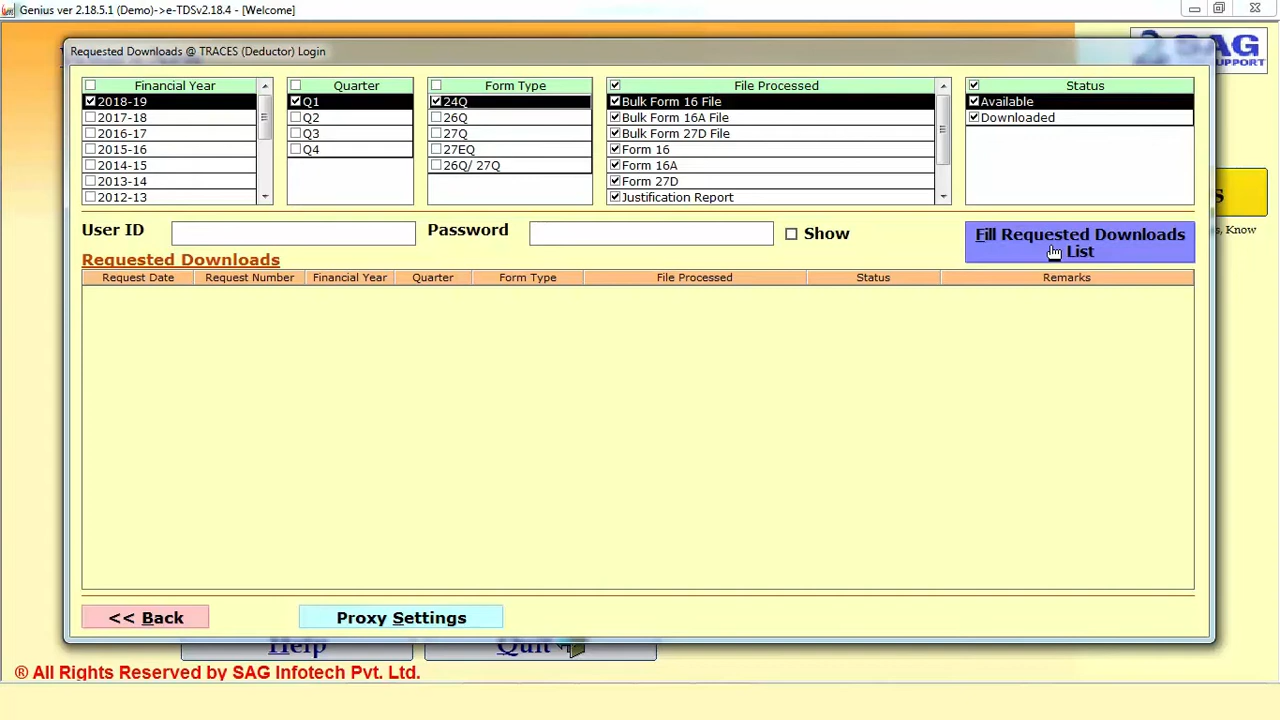 Genius ver 2.18.5.1 (Demo)->e-TDSv2.18.4 - [Welcome]
SAG
SUPPORT
Requested Downloads @ TRACES (Deductor) Login
Financial Year
2018-19
2017-18
2016-17
2015-16
2014-15
2013-14
2012-13
Quarter
Q1
Q2
Q3
Q4
Form Type
24Q
26Q
27Q
27EQ
26Q/ 27Q
File Processed
Bulk Form 16 File
Bulk Form 16A File
Bulk Form 27D File
Form 16
Form 16A
Form 27D
Justification Report
Status
Available
Downloaded
s
s, Know
User ID
Password
Show
Fill Requested Downloads
List
Requested Downloads
Request Date Request Number Financial Year Quarter Form Type File Processed Status Remarks
<< Back
Proxy Settings
Help
Quit
® All Rights Reserved by SAG Infotech Pvt. Ltd.